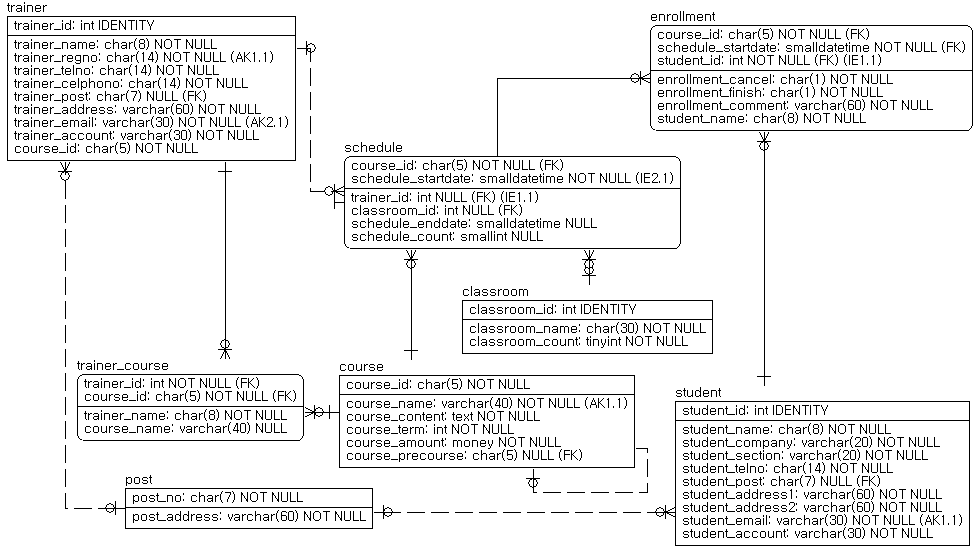 trainer
trainer_id: int IDENTITY
trainer_name: char(8) NOT NULL
trainer_regno: char(14) NOT NULL (AK1.1)
trainer_telno: char(14) NOT NULL
trainer_celphono: char(14) NOT NULL
trainer_post: char(7) NULL (FK)
trainer_address: varchar(60) NOT NULL
trainer_email: varchar(30) NOT NULL (AK2.1)
trainer_account: varchar(30) NOT NULL
course_id: char(5) NOT NULL
enrollment
course_id: char(5) NOT NULL (FK)
schedule_startdate: smalldatetime NOT NULL (FK)
student_id: int NOT NULL (FK) (IE1.1)
enrollment_cancel: char(1) NOT NULL
enrollment_finish: char(1) NOT NULL
enrollment_comment: varchar(60) NOT NULL
student_name: char(8) NOT NULL
schedule
course_id: char(5) NOT NULL (FK)
schedule_startdate: smalldatetime NOT NULL (IE2.1)
trainer_id: int NULL (FK) (IE1.1)
classroom_id: int NULL (FK)
schedule_enddate: smalldatetime NULL
schedule_count: smallint NULL
classroom
classroom_id: int IDENTITY
classroom_name: char(30) NOT NULL
classroom_count: tinyint NOT NULL
trainer_course
trainer_id: int NOT NULL (FK)
course_id: char(5) NOT NULL (FK)
trainer_name: char(8) NOT NULL
course_name: varchar(40) NULL
course
course_id: char(5) NOT NULL
course_name: varchar(40) NOT NULL (AK1.1)
course_content: text NOT NULL
course_term: int NOT NULL
course_amount: money NOT NULL
course_precourse: char(5) NULL (FK)
student
student_id: int IDENTITY
student_name: char(8) NOT NULL
student_company: varchar(20) NOT NULL
student_section: varchar(20) NOT NULL
student_telno: char(14) NOT NULL
student_post: char(7) NULL (FK)
student_address1: varchar(60) NOT NULL
student_address2: varchar(60) NOT NULL
student_email: varchar(30) NOT NULL (AK1.1)
student_account: varchar(30) NOT NULL
post
post_no: char(7) NOT NULL
post_address: varchar(60) NOT NULL